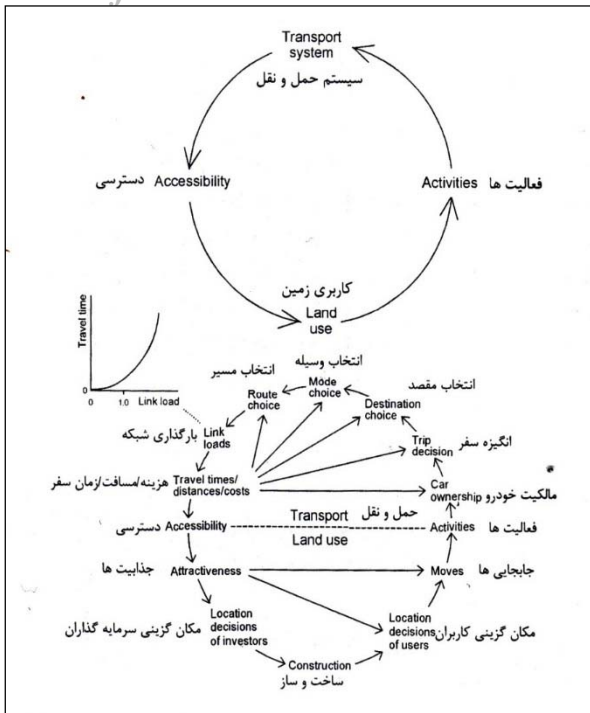 Transport
system
سیستم حمل و نقل
دسترسی Accessibility
Activities فعالیت ها
کاربری زمین
Land
use
Travel time
0
0 1.0 Link load
انتخاب وسیله
Mode
choice
انتخاب مسیر
Route
choice
انتخاب مقصد
Destination
choice
بارگذاری شبکه Link
loads
Trip
decision
انگیزه سفر
هزینه/مسافت/زمان سفر Travel times/
distances/costs
Car
ownership مالکیت خودرو
دسترسی Accessibility
Transport حمل و نقل
Land use
Activities فعالیت ها
جذابیت ها Attractiveness
Moves جابجایی ها
مکان گزینی سرمایه گذاران
Location
decisions
of investors
Location
decisions
of users
مکان گزینی کاربران
Construction
ساخت و ساز